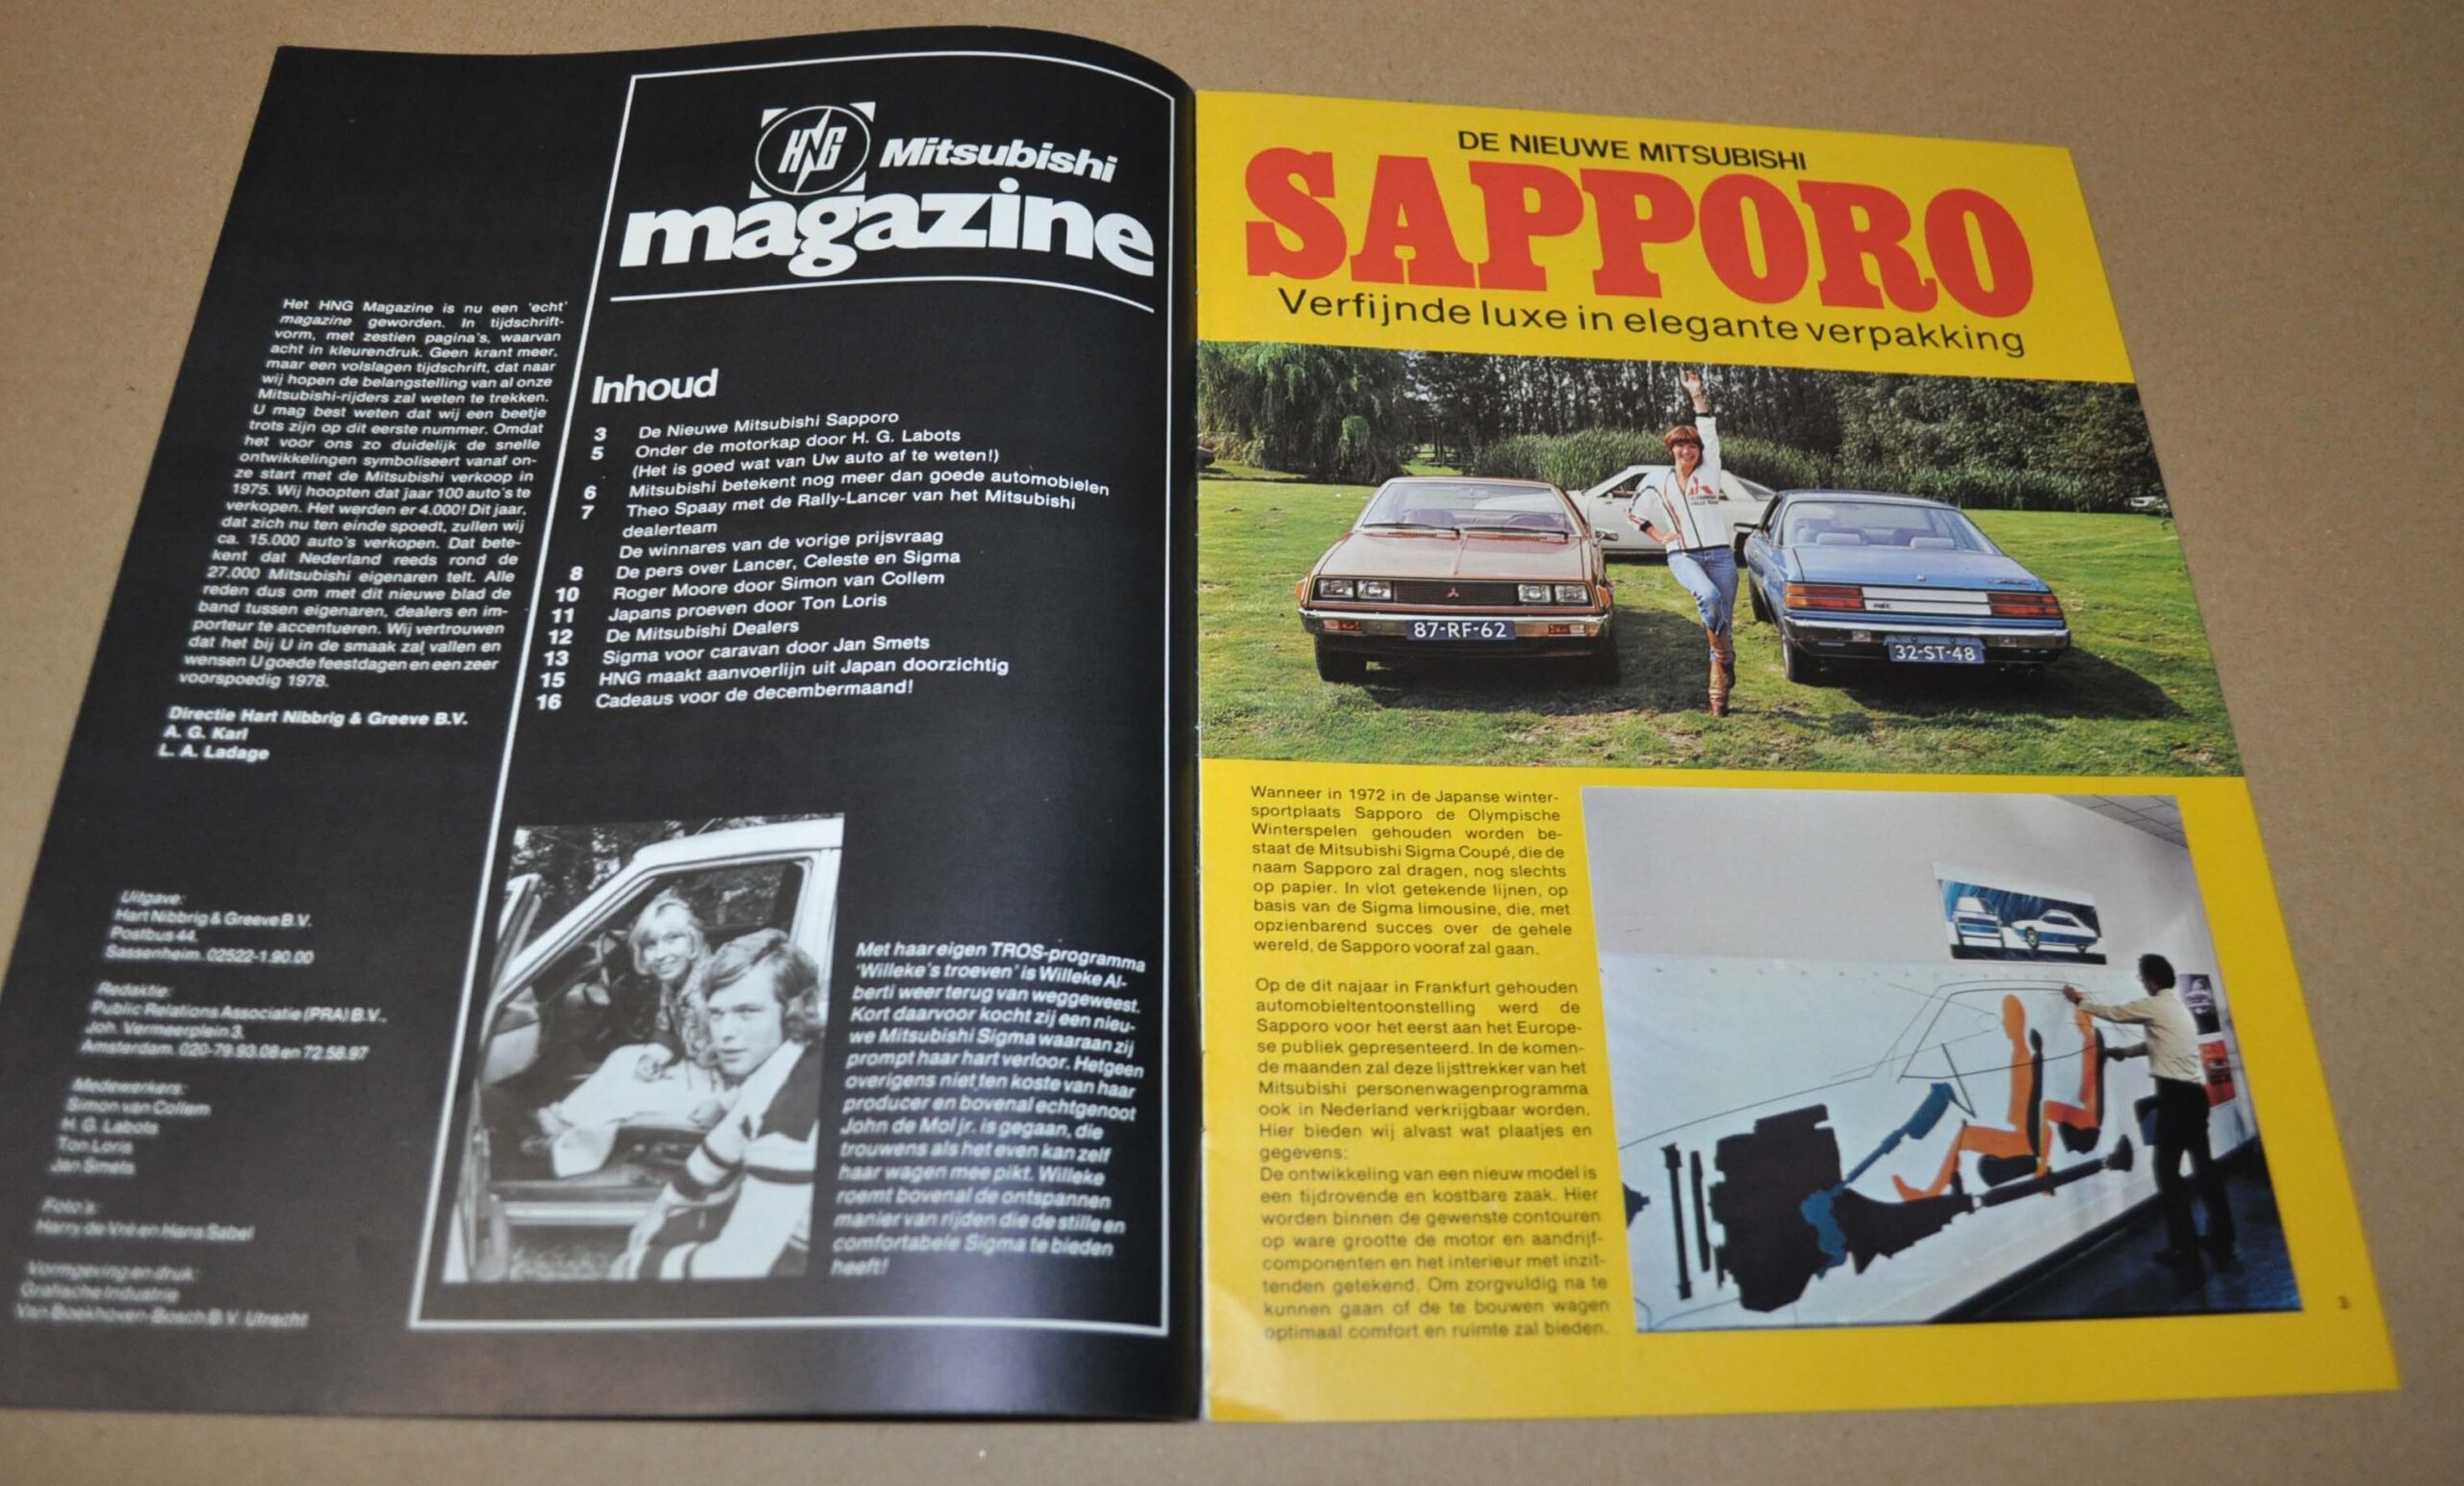 HNG Mitsubishi
magazine
Het HNG Magazine is nu een 'echt'
magazine geworden. In tijdschrift-
vorm, met zestien pagina's, waarvan
acht in kleurendruk. Geen krant meer,
maar een volslagen tijdschrift, dat naar
wij hopen de belangstelling van al onze
Mitsubishi-rijders zal weten te trekken.
U mag best weten dat wij een beetje
trots zijn op dit eerste nummer. Omdat
het voor ons zo duidelijk de snelle
ontwikkelingen symboliseert vanaf on-
ze start met de Mitsubishi verkoop in
1975. Wij hoopten dat jaar 100 auto's te
verkopen. Het werden er 4.000! Dit jaar,
dat zich nu ten einde spoedt, zullen wij
ca. 15.000 auto's verkopen. Dat bete-
kent dat Nederland reeds rond de
27.000 Mitsubishi eigenaren telt. Alle
reden dus om met dit nieuwe blad de
band tussen eigenaren, dealers en im-
porteur te accentueren. Wij vertrouwen
dat het bij U in de smaak zal vallen en
wensen U goede feestdagen en een zeer
voorspoedig 1978.
Directie Hart Nibbrig & Greeve B.V.
A. G. Karl
L. A. Ladage
Uitgave:
Hart Nibbrig & Greeve B.V.
Postbus 44,
Sassenheim. 02522-1.90.00
Redaktie:
Public Relations Associatie (PRA) B.V.,
Joh. Vermeerplein 3,
Amsterdam. 020-79.93.08 en 72.58.97
Medewerkers:
Simon van Collem
H. G. Labots
Ton Loris
Jan Smets
Foto's:
Harry de Vré en Hans Sabel
Vormgeving en druk:
Grafische Industrie
Van Boekhoven-Bosch B.V. Utrecht
Inhoud
3 De Nieuwe Mitsubishi Sapporo
5 Onder de motorkap door H. G. Labots
(Het is goed wat van Uw auto af te weten!)
6 Mitsubishi betekent nog meer dan goede automobielen
7 Theo Spaay met de Rally-Lancer van het Mitsubishi
dealerteam
De winnares van de vorige prijsvraag
8 De pers over Lancer, Celeste en Sigma
10 Roger Moore door Simon van Collem
11 Japans proeven door Ton Loris
12 De Mitsubishi Dealers
13 Sigma voor caravan door Jan Smets
15 HNG maakt aanvoerlijn uit Japan doorzichtig
16 Cadeaus voor de decembermaand!
Met haar eigen TROS-programma
'Willeke's troeven' is Willeke Al-
berti weer terug van weggeweest.
Kort daarvoor kocht zij een nieu-
we Mitsubishi Sigma waaraan zij
prompt haar hart verloor. Hetgeen
overigens niet ten koste van haar
producer en bovenal echtgenoot
John de Mol jr. is gegaan, die
trouwens als het even kan zelf
haar wagen mee pikt. Willeke
roemt bovenal de ontspannen
manier van rijden die de stille en
comfortabele Sigma te bieden
heeft!
DE NIEUWE MITSUBISHI
SAPPORO
Verfijnde luxe in elegante verpakking
87-RF-62
32-ST-48
Wanneer in 1972 in de Japanse winter-
sportplaats Sapporo de Olympische
Winterspelen gehouden worden be-
staat de Mitsubishi Sigma Coupé, die de
naam Sapporo zal dragen, nog slechts
op papier. In vlot getekende lijnen, op
basis van de Sigma limousine, die, met
opzienbarend succes over de gehele
wereld, de Sapporo vooraf zal gaan.
Op de dit najaar in Frankfurt gehouden
automobieltentoonstelling werd de
Sapporo voor het eerst aan het Europe-
se publiek gepresenteerd. In de komen-
de maanden zal deze lijsttrekker van het
Mitsubishi personenwagenprogramma
ook in Nederland verkrijgbaar worden.
Hier bieden wij alvast wat plaatjes en
gegevens:
De ontwikkeling van een nieuw model is
een tijdrovende en kostbare zaak. Hier
worden binnen de gewenste contouren
op ware grootte de motor en aandrijf-
componenten en het interieur met inzit-
tenden getekend. Om zorgvuldig na te
kunnen gaan of de te bouwen wagen
optimaal comfort en ruimte zal bieden.
3